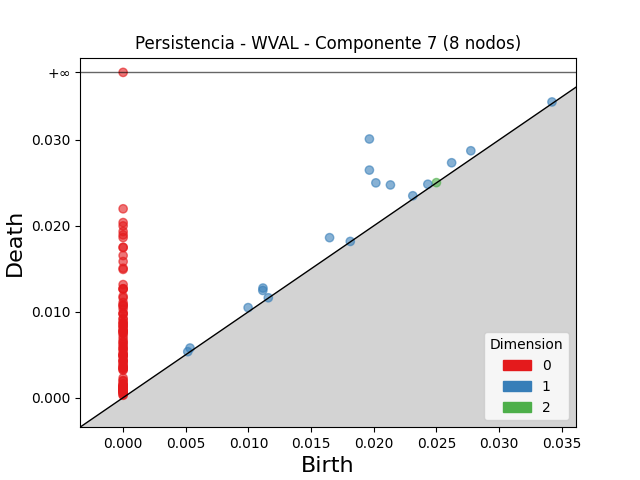 Persistencia - WVAL - Componente 7 (8 nodos)
+∞
0.030
0.020
0.010
0.000
Death
Dimension
0
1
2
0.000 0.005 0.010 0.015 0.020 0.025 0.030 0.035
Birth